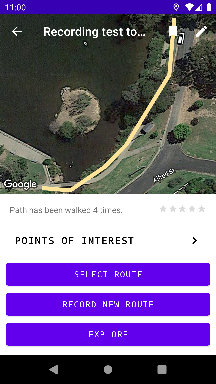 11:00
Recording test to...
Google
Path has been walked 4 times.
POINTS OF INTEREST
SELECT ROUTE
RECORD NEW ROUTE
EXPLORE